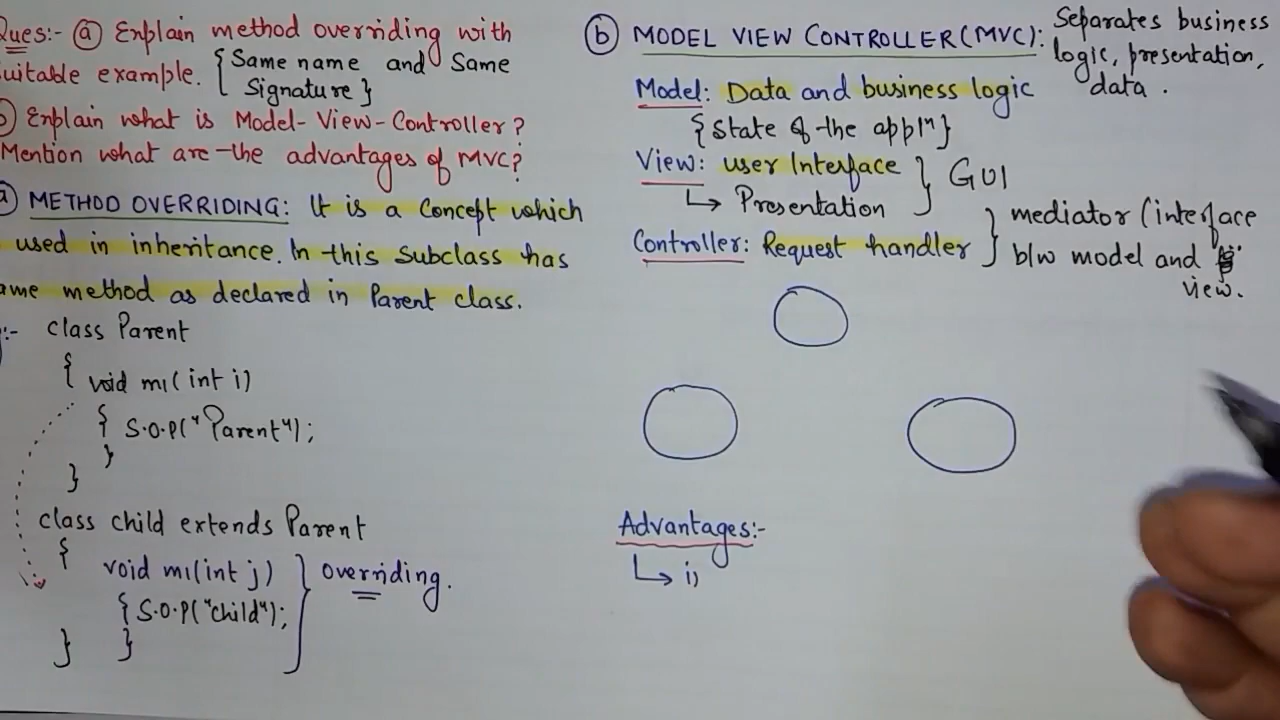 Ques:- (a) Explain method overriding with
suitable example. {Same name and Same
Signature}
b) Explain what is Model-View-Controller?
Mention what are the advantages of MVC?
(a) METHOD OVERRIDING: It is a concept which
used in inheritance. In this Subclass has
ame method as declared in Parent class.
:- class Parent
{ void m1(int i)
{ S.O.P("Parent");
}
}
class child extends Parent
{ void m1(int j) } overriding.
{S.O.P("child");
} }
(b) MODEL VIEW CONTROLLER(MVC): Separates business
logic, presentation,
data.
Model: Data and business logic
{state of the applⁿ}
View: user Interface } GUI
↳ Presentation
Controller: Request handler } mediator (interface
b/w model and
view.
Advantages:-
↳ i)